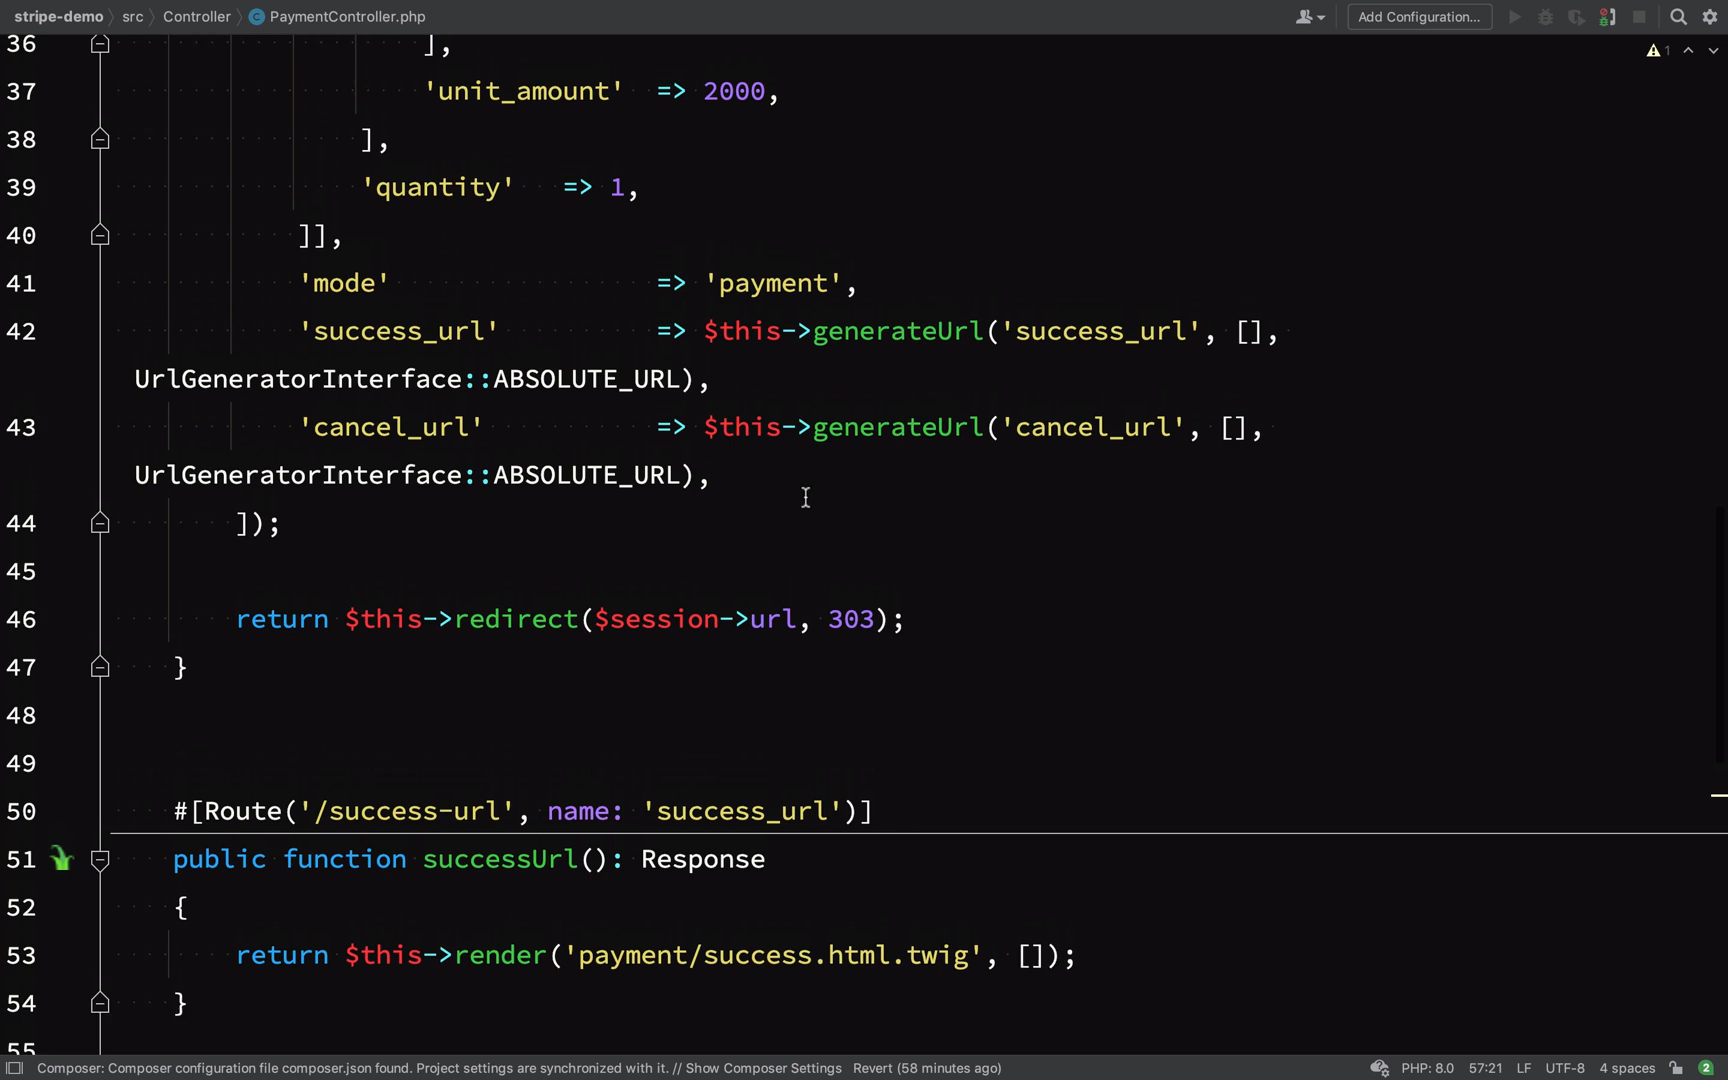 stripe-demo src Controller PaymentController.php Add Configuration...
36 ],
1
37 'unit_amount' => 2000,
38 ],
39 'quantity' => 1,
40 ]],
41 'mode' => 'payment',
42 'success_url' => $this->generateUrl('success_url', [],
UrlGeneratorInterface::ABSOLUTE_URL),
43 'cancel_url' => $this->generateUrl('cancel_url', [],
UrlGeneratorInterface::ABSOLUTE_URL),
44 ]);
45
46 return $this->redirect($session->url, 303);
47 }
48
49
50 #[Route('/success-url', name: 'success_url')]
51 public function successUrl(): Response
52 {
53 return $this->render('payment/success.html.twig', []);
54 }
55
Composer: Composer configuration file composer.json found. Project settings are synchronized with it. // Show Composer Settings Revert (58 minutes ago) PHP: 8.0 57:21 LF UTF-8 4 spaces 2